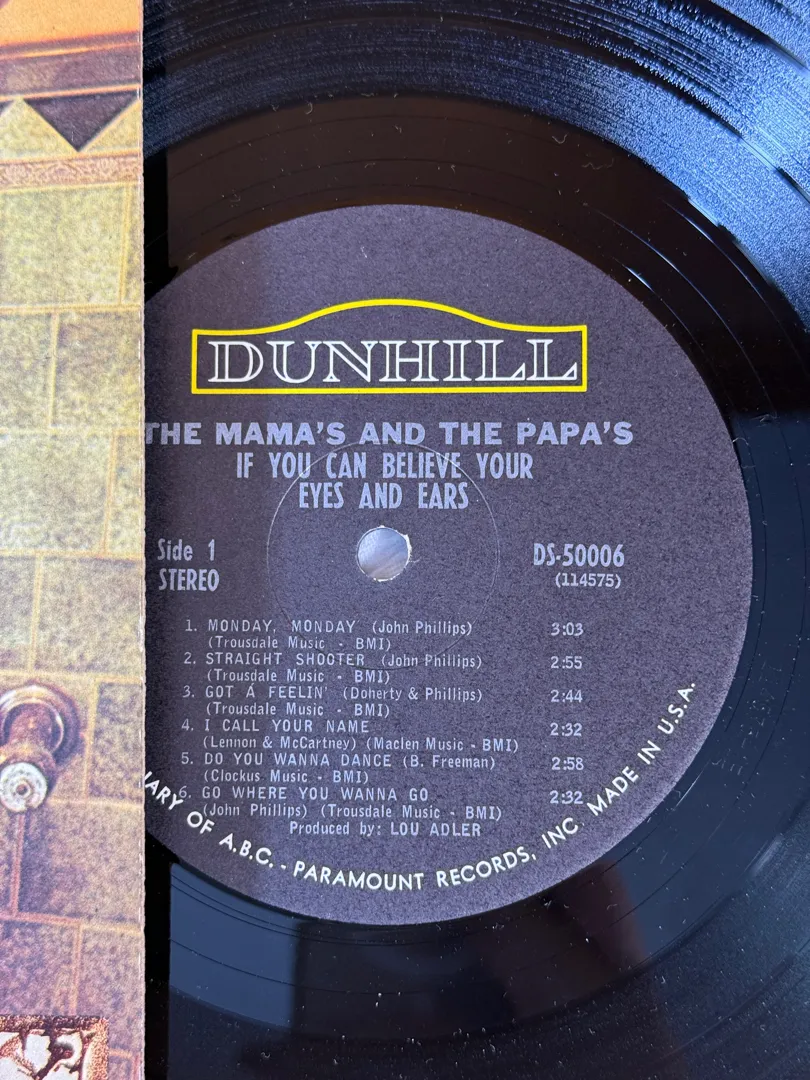 DUNHILL
THE MAMA'S AND THE PAPA'S
IF YOU CAN BELIEVE YOUR
EYES AND EARS
Side 1
STEREO
DS-50006
(114575)
1. MONDAY, MONDAY (John Phillips) 3:03
(Trousdale Music - BMI)
2. STRAIGHT SHOOTER (John Phillips) 2:55
(Trousdale Music - BMI)
3. GOT A FEELIN' (Doherty & Phillips) 2:44
(Trousdale Music - BMI)
4. I CALL YOUR NAME 2:32
(Lennon & McCartney) (Maclen Music - BMI)
5. DO YOU WANNA DANCE (B. Freeman) 2:58
(Clockus Music - BMI)
6. GO WHERE YOU WANNA GO 2:32
(John Phillips) (Trousdale Music - BMI)
Produced by: LOU ADLER
IARY OF A.B.C. - PARAMOUNT RECORDS, INC MADE IN U.S.A.